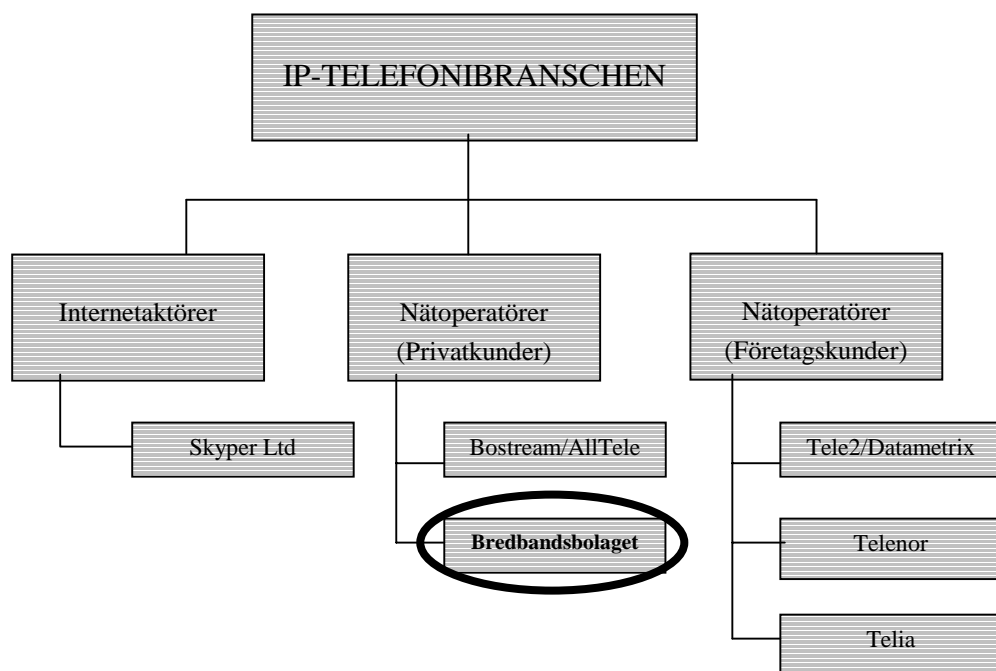 IP-TELEFONIBRANSCHEN
Internetaktörer
Nätoperatörer
(Privatkunder)
Nätoperatörer
(Företagskunder)
Skyper Ltd
Bostream/AllTele
Tele2/Datametrix
Bredbandsbolaget
Telenor
Telia